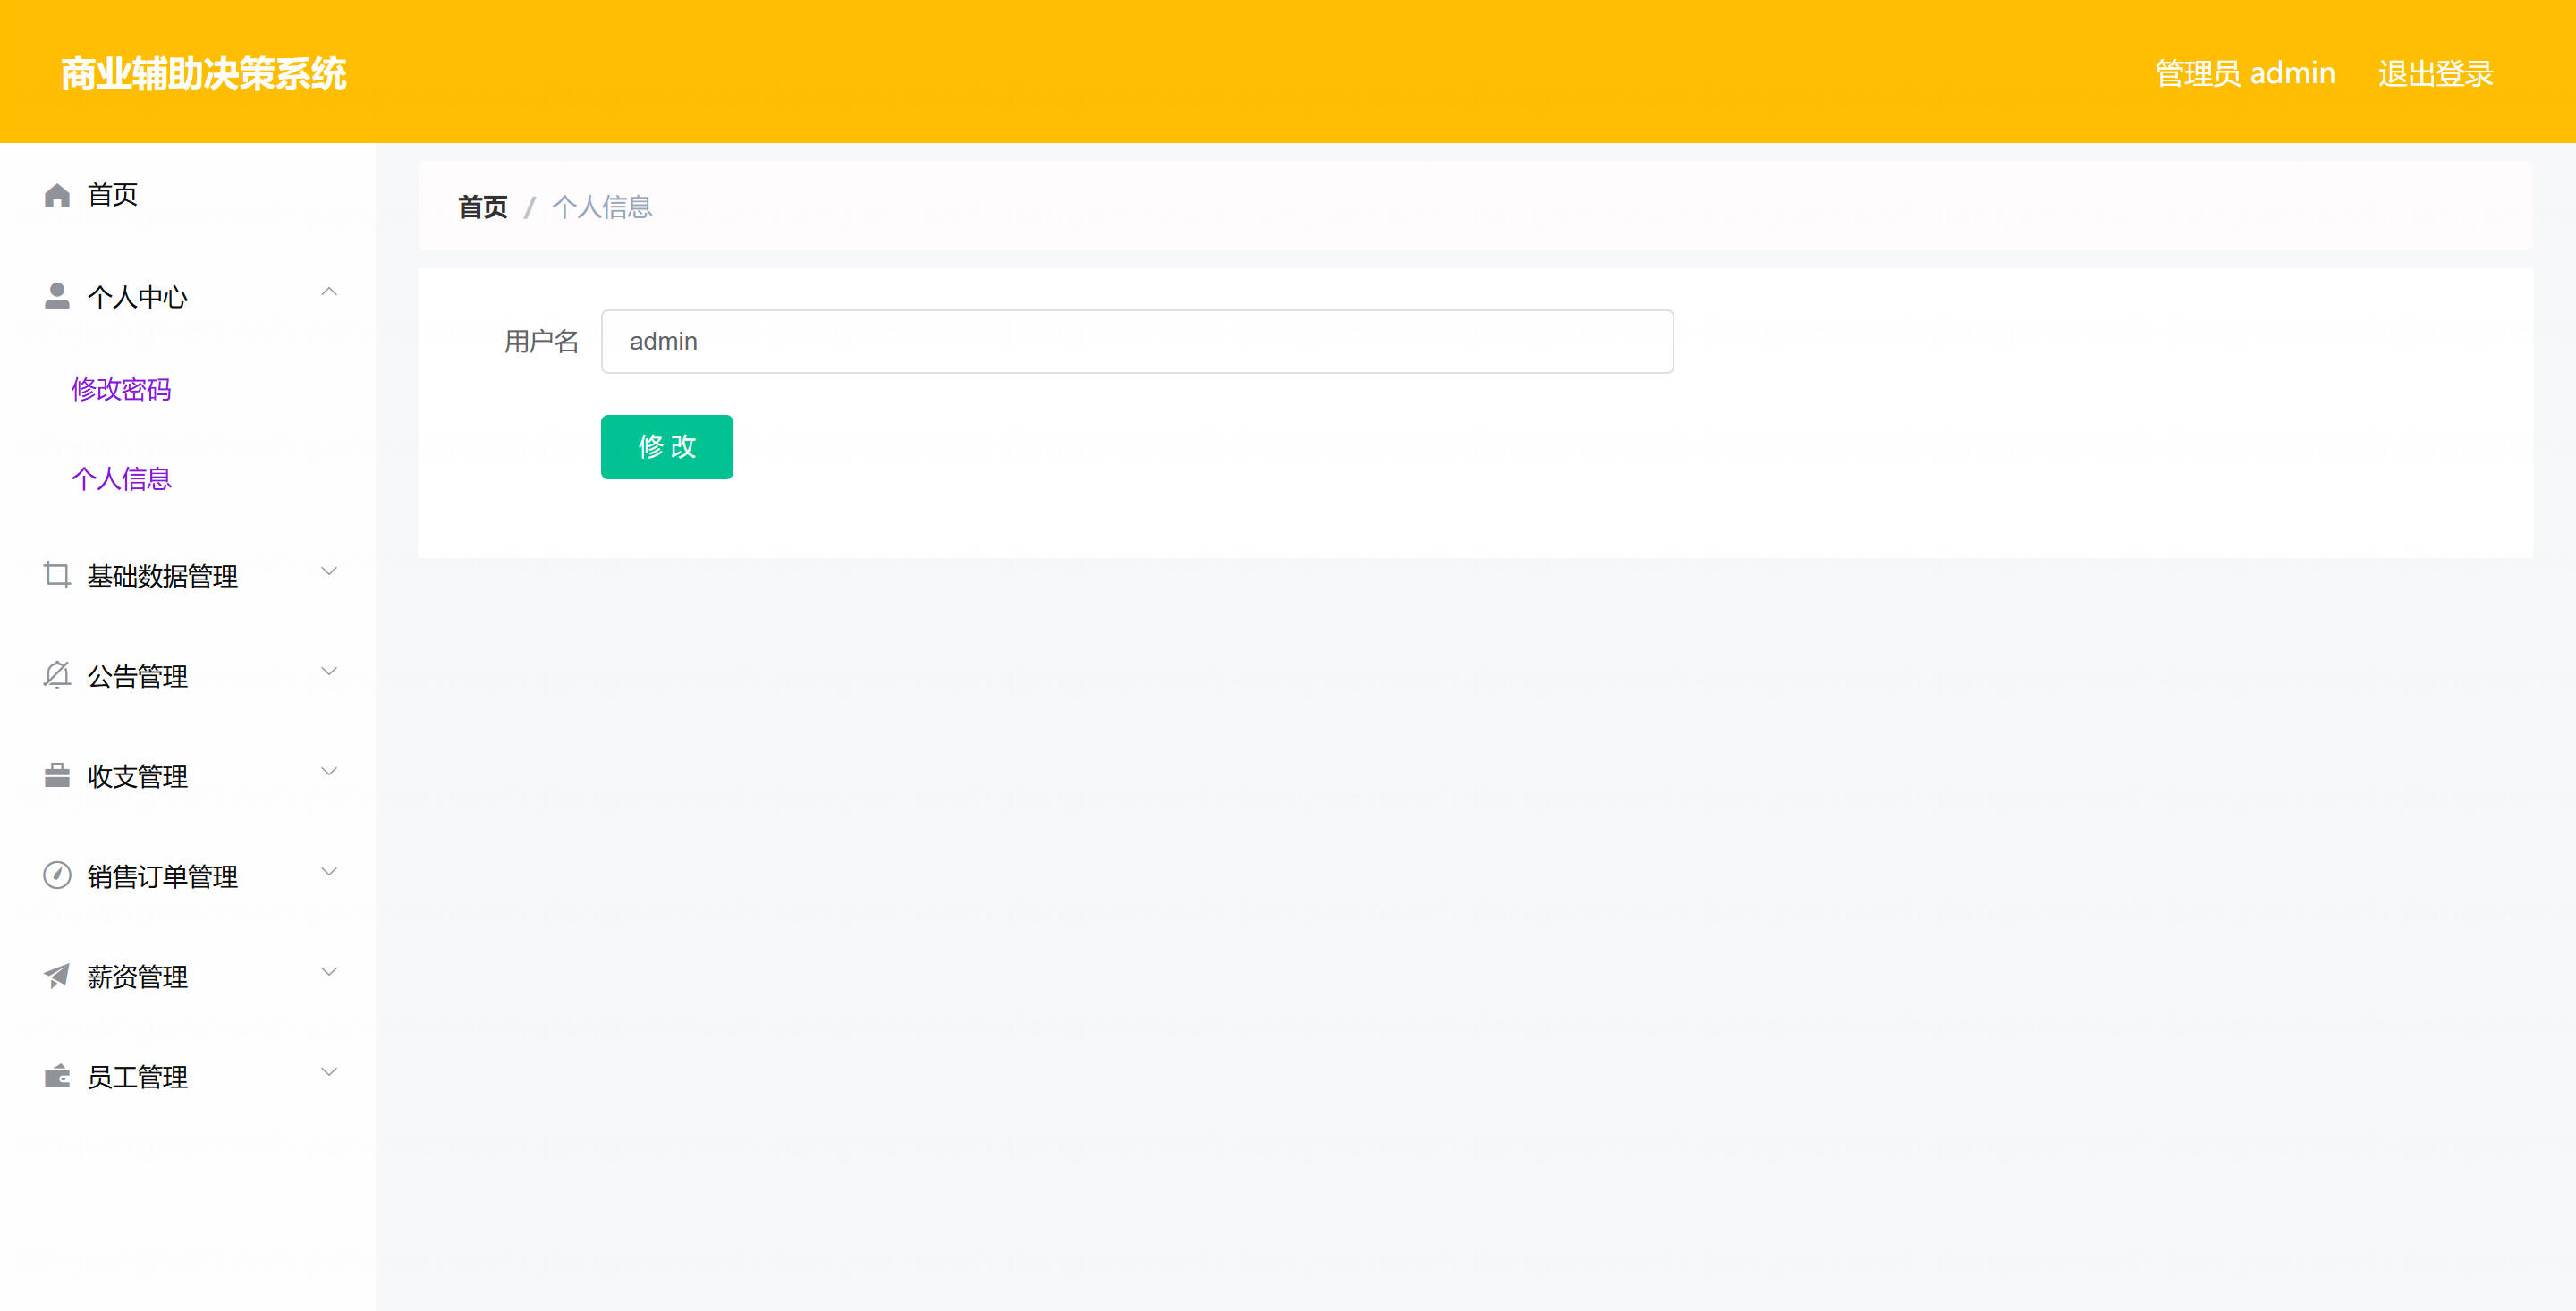 商业辅助决策系统
管理员 admin 退出登录
首页
个人中心
修改密码
个人信息
基础数据管理
公告管理
收支管理
销售订单管理
薪资管理
员工管理
首页 / 个人信息
用户名 admin
修 改